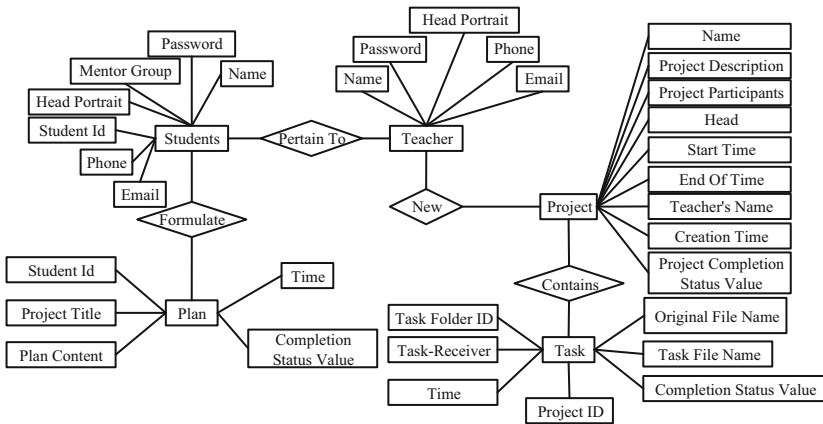 Head Portrait
Password
Mentor Group
Name
Head Portrait
Student Id
Phone
Email
Students
Pertain To
Password
Phone
Name
Email
Teacher
Name
Project Description
Project Participants
Head
Start Time
End Of Time
Teacher's Name
Creation Time
Project Completion
Status Value
New
Project
Formulate
Contains
Student Id
Time
Project Title
Plan
Plan Content
Completion
Status Value
Task Folder ID
Original File Name
Task-Receiver
Task
Task File Name
Time
Completion Status Value
Project ID